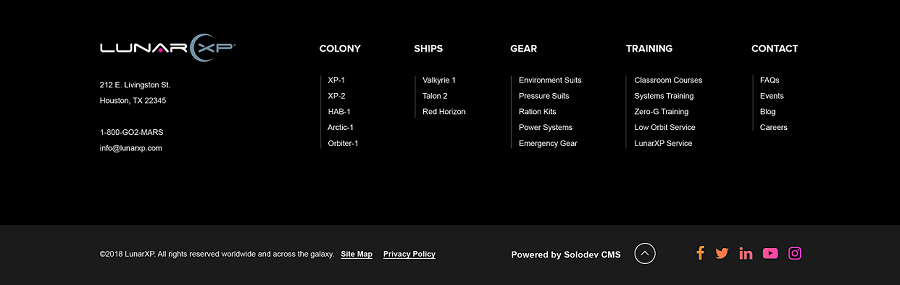 LUNAR XP
212 E. Livingston St.
Houston, TX 22345
1-800-GO2-MARS
info@lunarxp.com
COLONY
XP-1
XP-2
HAB-1
Arctic-1
Orbiter-1
SHIPS
Valkyrie 1
Talon 2
Red Horizon
GEAR
Environment Suits
Pressure Suits
Ration Kits
Power Systems
Emergency Gear
TRAINING
Classroom Courses
Systems Training
Zero-G Training
Low Orbit Service
LunarXP Service
CONTACT
FAQs
Events
Blog
Careers
©2018 LunarXP. All rights reserved worldwide and across the galaxy. Site Map Privacy Policy
Powered by Solodev CMS